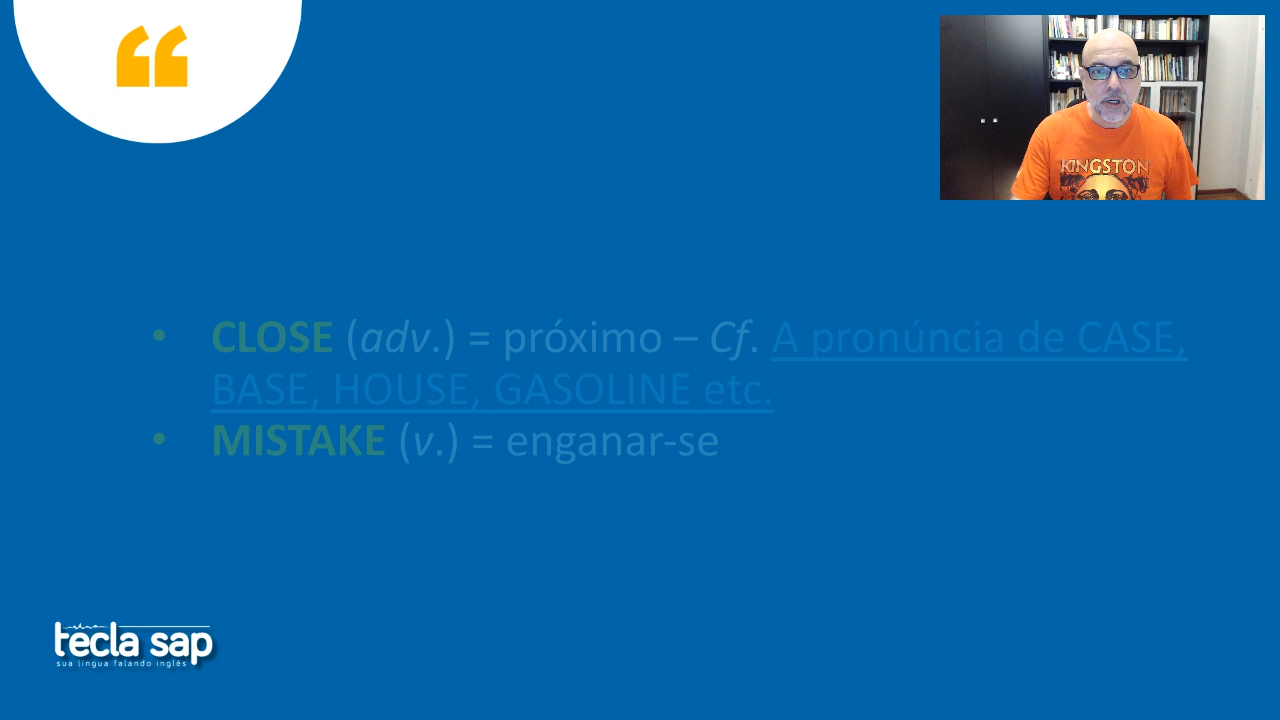 “
KINGSTON
• CLOSE (adv.) = próximo – Cf. A pronúncia de CASE,
BASE, HOUSE, GASOLINE etc.
• MISTAKE (v.) = enganar-se
tecla sap
sua língua falando inglês